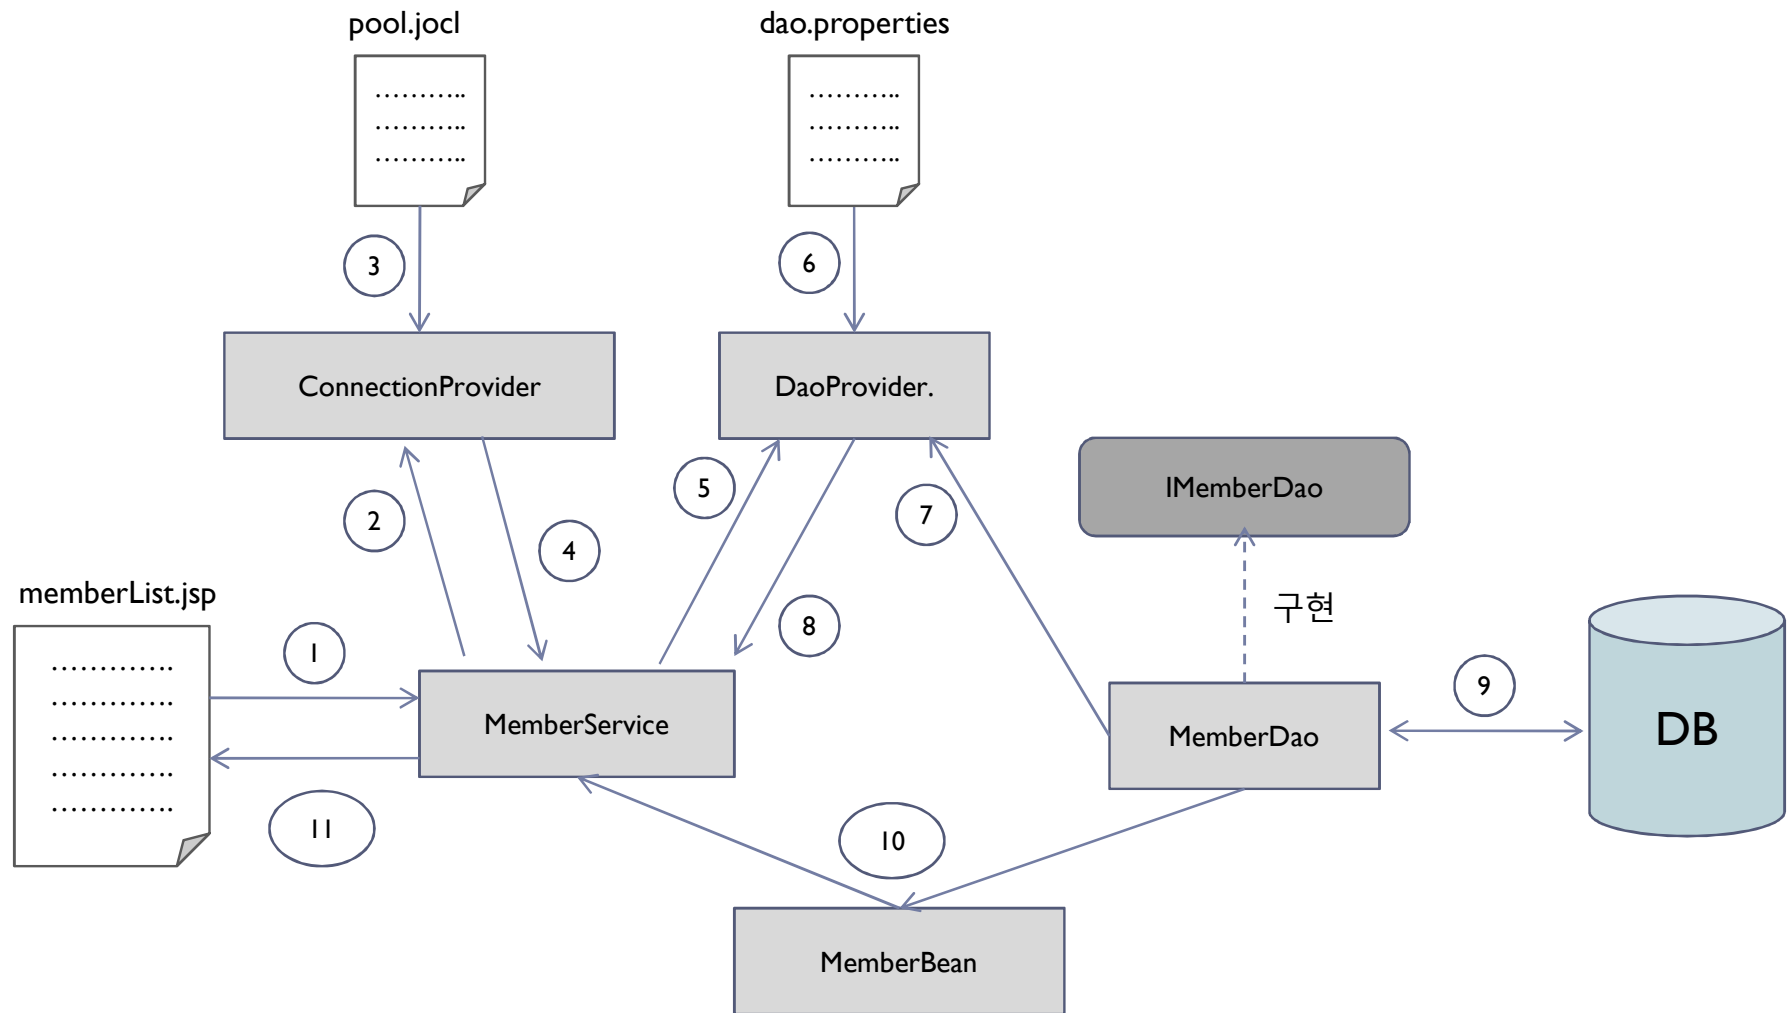 pool.jocl
dao.properties
………..
………..
………..
………..
………..
………..
3
6
ConnectionProvider
DaoProvider.
2
4
5
7
8
IMemberDao
구현
memberList.jsp
………….
………….
………….
………….
………….
1
11
MemberService
MemberDao
9
DB
10
MemberBean